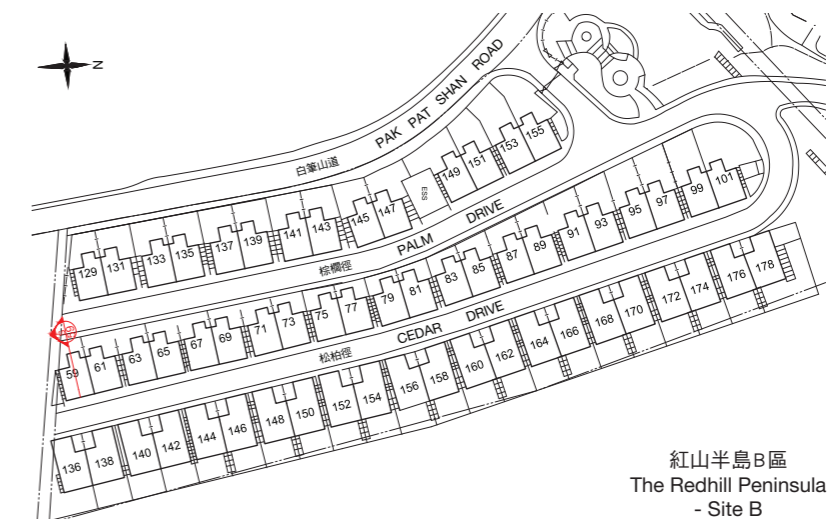 N
PAK PAT SHAN ROAD
白筆山道
ESS
153 155
149 151
145 147
141 143
137 139
133 135
129 131
PALM DRIVE
棕櫚徑
99 101
95 97
91 93
87 89
83 85
79 81
75 77
71 73
67 69
63 65
59 61
CEDAR DRIVE
松柏徑
176 178
172 174
168 170
164 166
160 162
156 158
152 154
148 150
144 146
140 142
136 138
紅山半島B區
The Redhill Peninsula
- Site B